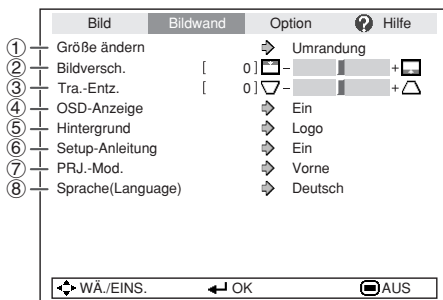 Bild Bildwand Option Hilfe
① Größe ändern Umrandung
② Bildversch. [ 0 ] – +
③ Tra.-Entz. [ 0 ] – +
④ OSD-Anzeige Ein
⑤ Hintergrund Logo
⑥ Setup-Anleitung Ein
⑦ PRJ.-Mod. Vorne
⑧ Sprache(Language) Deutsch
WÄ./EINS. OK AUS